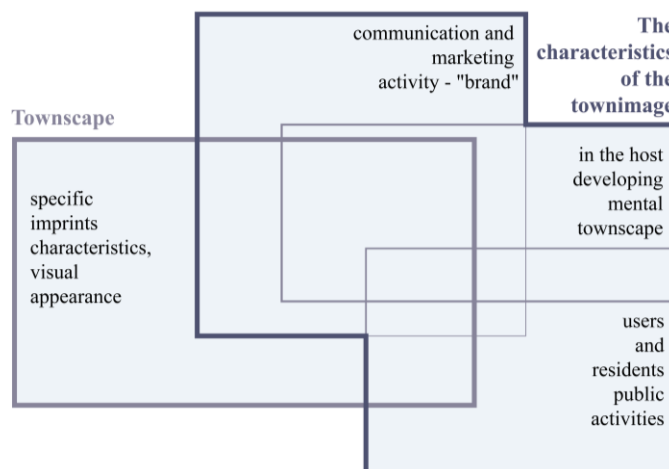 communication and
marketing
activity - "brand"
The
characteristics
of the
townimage
Townscape
specific
imprints
characteristics,
visual
appearance
in the host
developing
mental
townscape
users
and
residents
public
activities